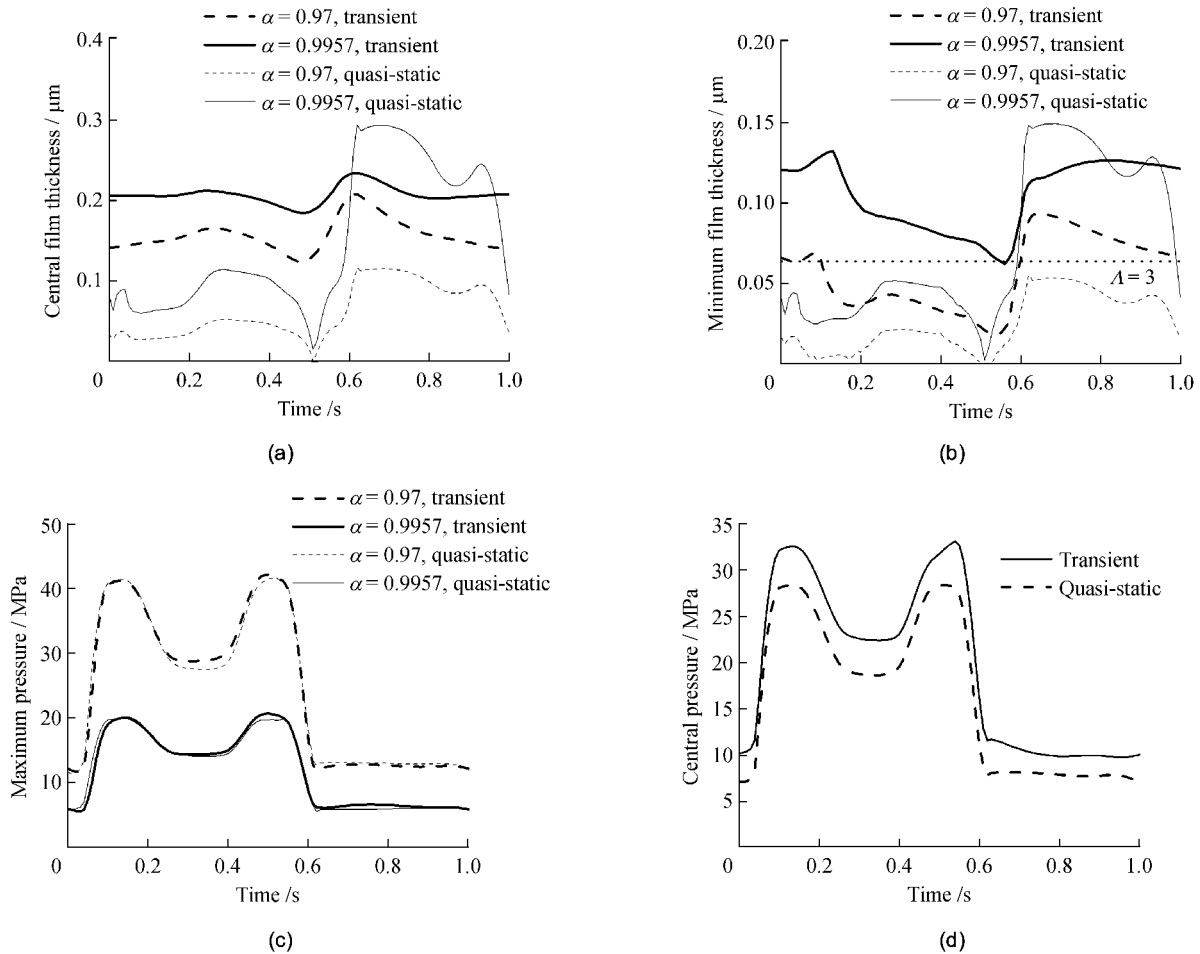 α = 0.97, transient
α = 0.9957, transient
α = 0.97, quasi-static
α = 0.9957, quasi-static
Central film thickness / μm
0.4
0.3
0.2
0.1
0
0.2
0.4
0.6
0.8
1.0
Time /s
(a)
α = 0.97, transient
α = 0.9957, transient
α = 0.97, quasi-static
α = 0.9957, quasi-static
Minimum film thickness / μm
0.20
0.15
0.10
0.05
Λ = 3
0
0.2
0.4
0.6
0.8
1.0
Time /s
(b)
α = 0.97, transient
α = 0.9957, transient
α = 0.97, quasi-static
α = 0.9957, quasi-static
Maximum pressure / MPa
50
40
30
20
10
0
0.2
0.4
0.6
0.8
1.0
Time /s
(c)
Transient
Quasi-static
Central pressure / MPa
35
30
25
20
15
10
5
0
0.2
0.4
0.6
0.8
1.0
Time /s
(d)